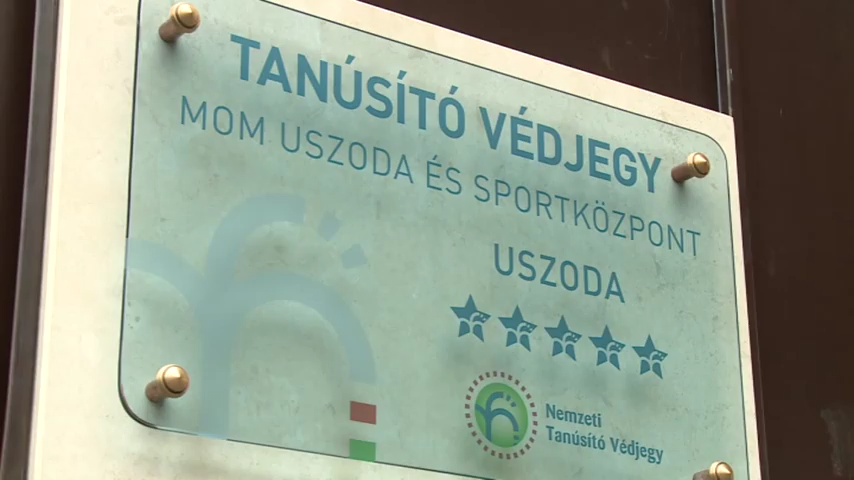 TANÚSÍTÓ VÉDJEGY
MOM USZODA ÉS SPORTKÖZPONT
USZODA
Nemzeti
Tanúsító Védjegy